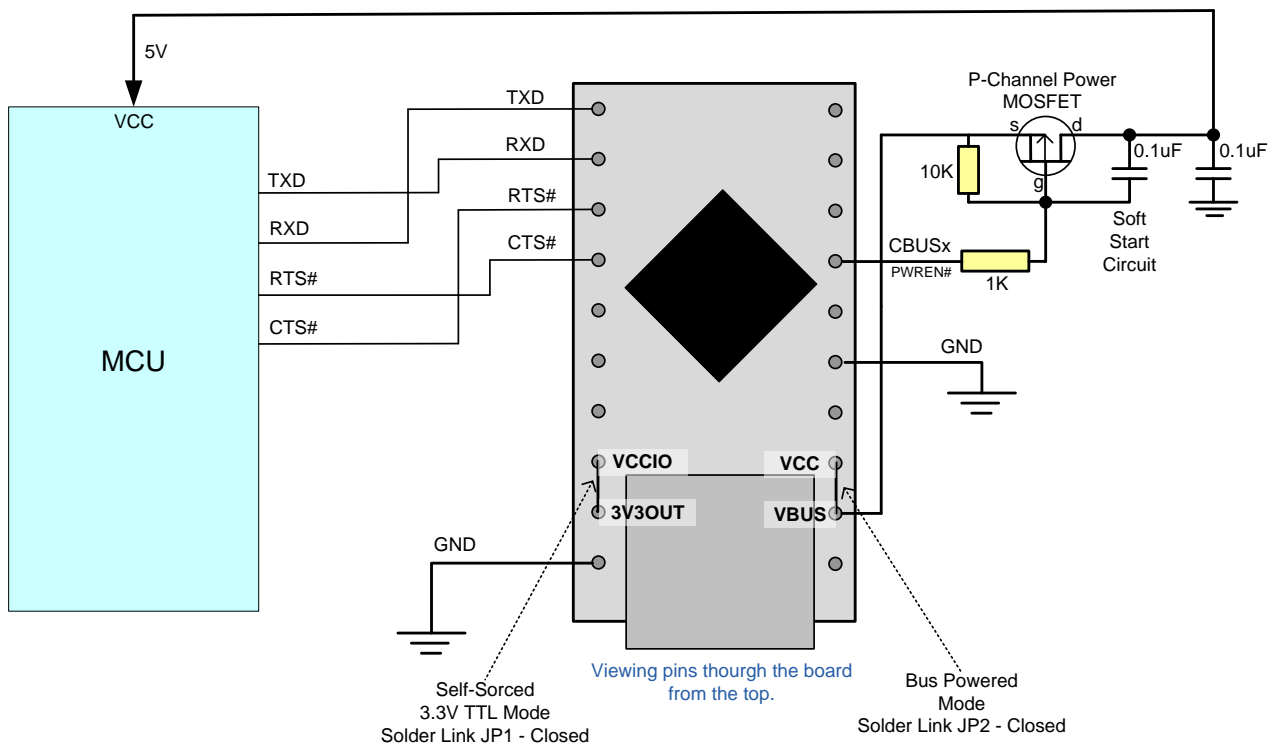 5V
VCC
MCU
TXD
RXD
RTS#
CTS#
TXD
RXD
RTS#
CTS#
VCCIO
3V3OUT
GND
VCC
VBUS
P-Channel Power
MOSFET
s
d
g
10K
0.1uF
0.1uF
Soft
Start
Circuit
CBUSx
PWREN#
1K
GND
Viewing pins thourgh the board
from the top.
Self-Sorced
3.3V TTL Mode
Solder Link JP1 - Closed
Bus Powered
Mode
Solder Link JP2 - Closed